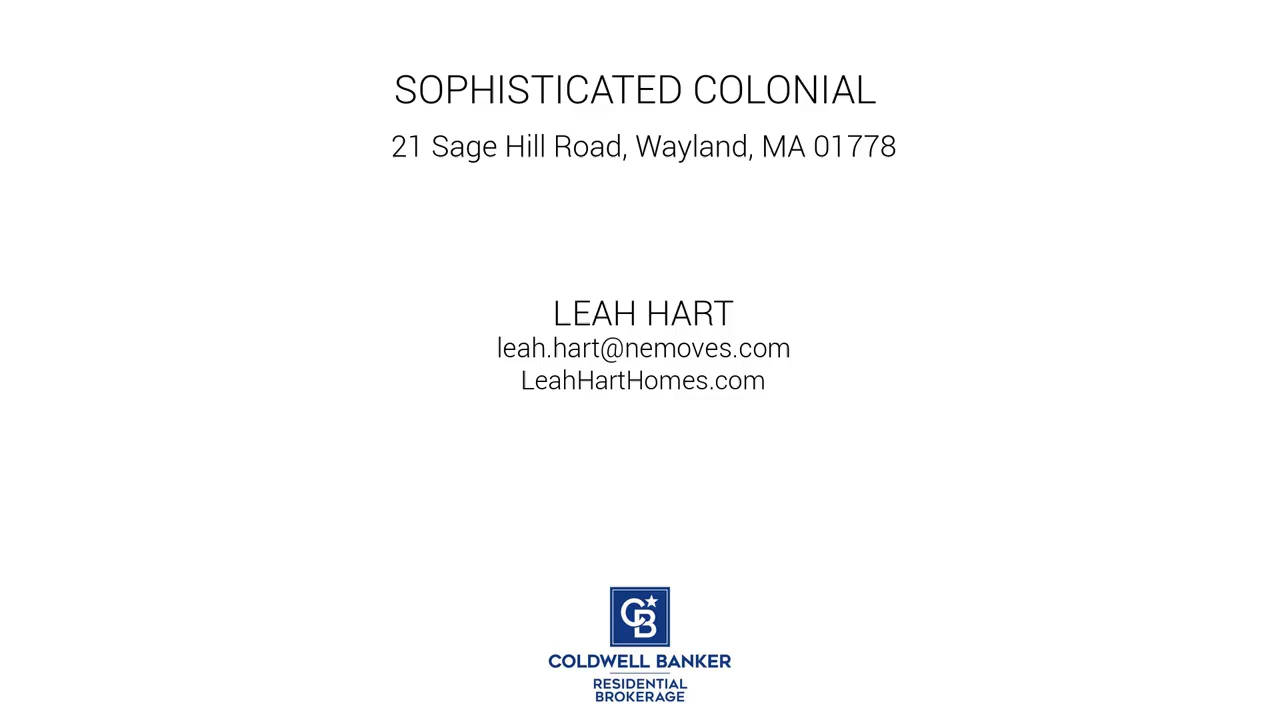 SOPHISTICATED COLONIAL
21 Sage Hill Road, Wayland, MA 01778
LEAH HART
leah.hart@nemoves.com
LeahHartHomes.com
CB
COLDWELL BANKER
RESIDENTIAL
BROKERAGE